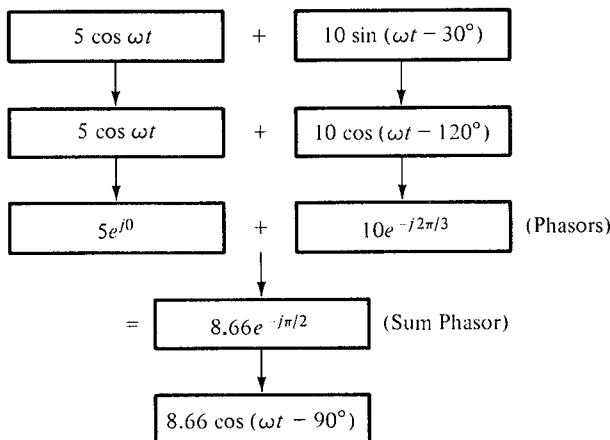 5 cos ωt + 10 sin (ωt − 30°)
5 cos ωt + 10 cos (ωt − 120°)
5e^{j0} + 10e^{−j2π/3} (Phasors)
= 8.66e^{−jπ/2} (Sum Phasor)
8.66 cos (ωt − 90°)